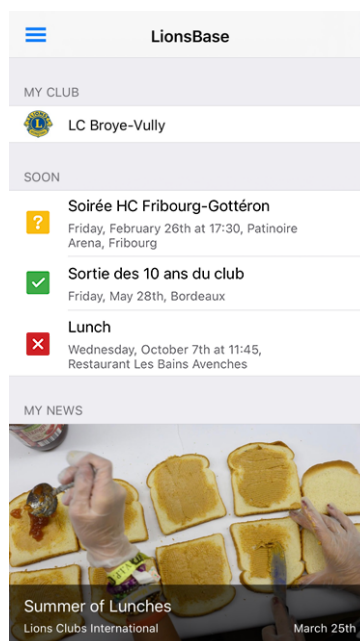 LionsBase
MY CLUB
LC Broye-Vully
SOON
?
Soirée HC Fribourg-Gottéron
Friday, February 26th at 17:30, Patinoire
Arena, Fribourg
Sortie des 10 ans du club
Friday, May 28th, Bordeaux
Lunch
Wednesday, October 7th at 11:45,
Restaurant Les Bains Avenches
MY NEWS
Summer of Lunches
Lions Clubs International
March 25th